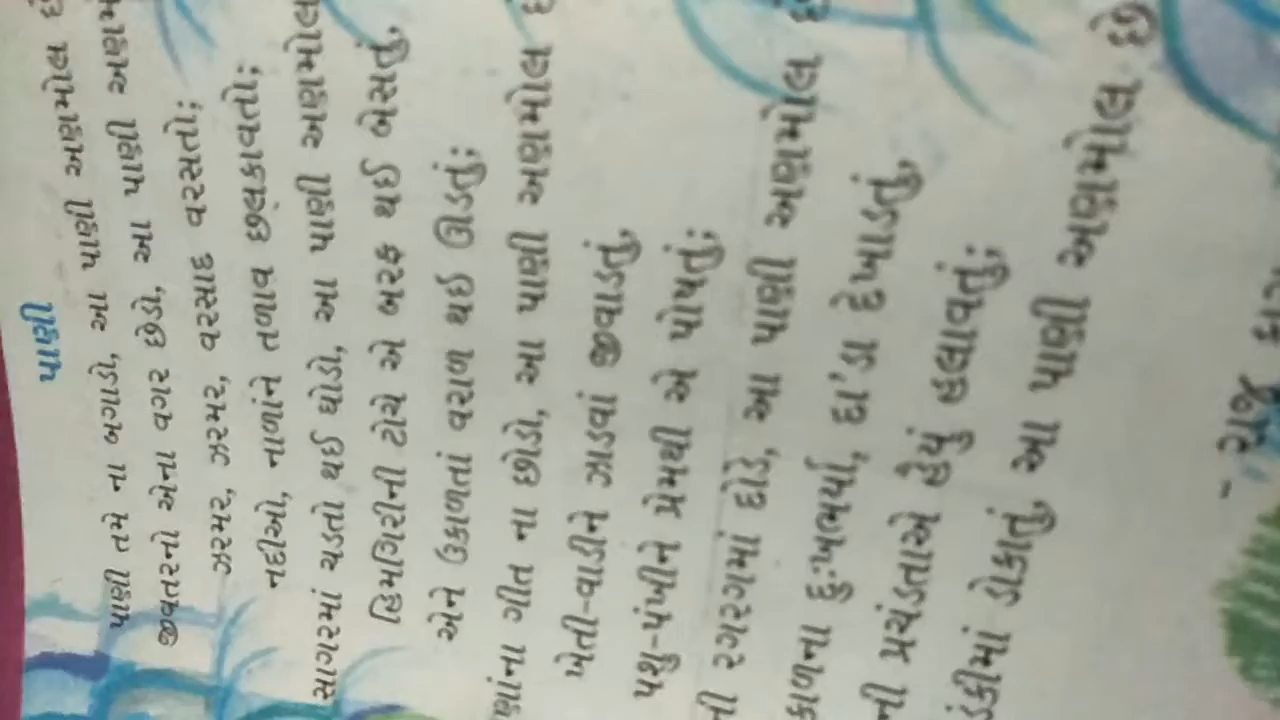 પાણી
પાણી તમે ના બગાડો, આ પાણી અણમોલ છે
જીવતરનો એના વગર છેડો, આ પાણી અણમ
ઝરમર, ઝરમર, વરસાદ વરસતો;
નદીઓ, નાળાંને તળાવ છલકાવતો;
સાગરમાં ચડતો થઈ ઘોડો, આ પાણી અણમોલ
હિમગિરીની ટોચે એ બરફ થઈ બેસતું,
એને ઉકાળતાં વરાળ થઈ ઊડતું;
ણાંના ગીત ના છોડો, આ પાણી અણમોલ છે
ખેતી-વાડીને ઝાડવાં જીવાડતું,
પશુ-પંખીને પ્રેમથી એ પોષતું;
ની રગરગમાં દોડે, આ પાણી અણમોલ છે
કાળના દુઃખભર્યા, દા'ડા દેખાડતું,
ની પ્રચંડતાએ હૈયું હલાવતું;
ડંકીમાં ડોકાતું, આ પાણી અણમોલ છે
- રાજુ